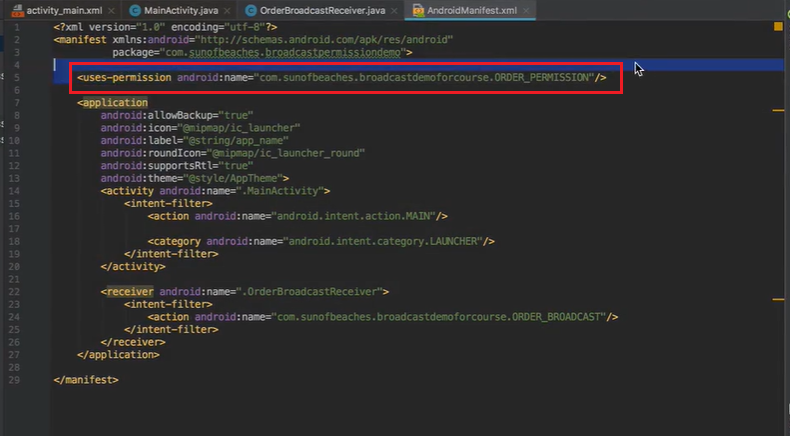 activity_main.xml × MainActivity.java × OrderBroadcastReceiver.java × AndroidManifest.xml ×
1 <?xml version="1.0" encoding="utf-8"?>
2 <manifest xmlns:android="http://schemas.android.com/apk/res/android"
3 package="com.sunofbeaches.broadcastpermissiondemo">
4
5 <uses-permission android:name="com.sunofbeaches.broadcastdemoforcourse.ORDER_PERMISSION"/>
6
7 <application
8 android:allowBackup="true"
9 android:icon="@mipmap/ic_launcher"
10 android:label="@string/app_name"
11 android:roundIcon="@mipmap/ic_launcher_round"
12 android:supportsRtl="true"
13 android:theme="@style/AppTheme">
14 <activity android:name=".MainActivity">
15 <intent-filter>
16 <action android:name="android.intent.action.MAIN"/>
17
18 <category android:name="android.intent.category.LAUNCHER"/>
19 </intent-filter>
20 </activity>
21
22 <receiver android:name=".OrderBroadcastReceiver">
23 <intent-filter>
24 <action android:name="com.sunofbeaches.broadcastdemoforcourse.ORDER_BROADCAST"/>
25 </intent-filter>
26 </receiver>
27 </application>
28
29 </manifest>